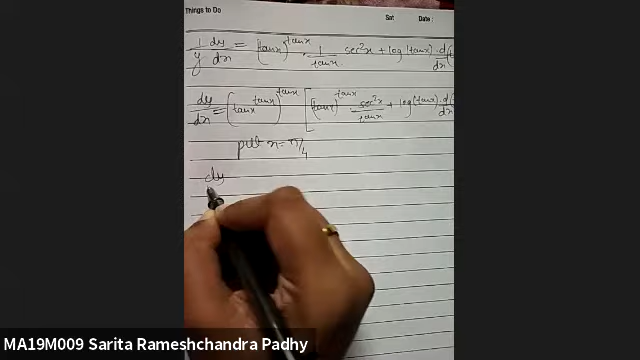 Things to Do
Sat Date :
1/y dy/dx = (tanx)^tanx · 1/tanx · sec²x + log(tanx) · d/dx(
dy/dx = (tanx^tanx)^tanx [(tanx)^tanx sec²x/tanx + log(tanx) · d/dx(
put x = π/4
dy
MA19M009 Sarita Rameshchandra Padhy